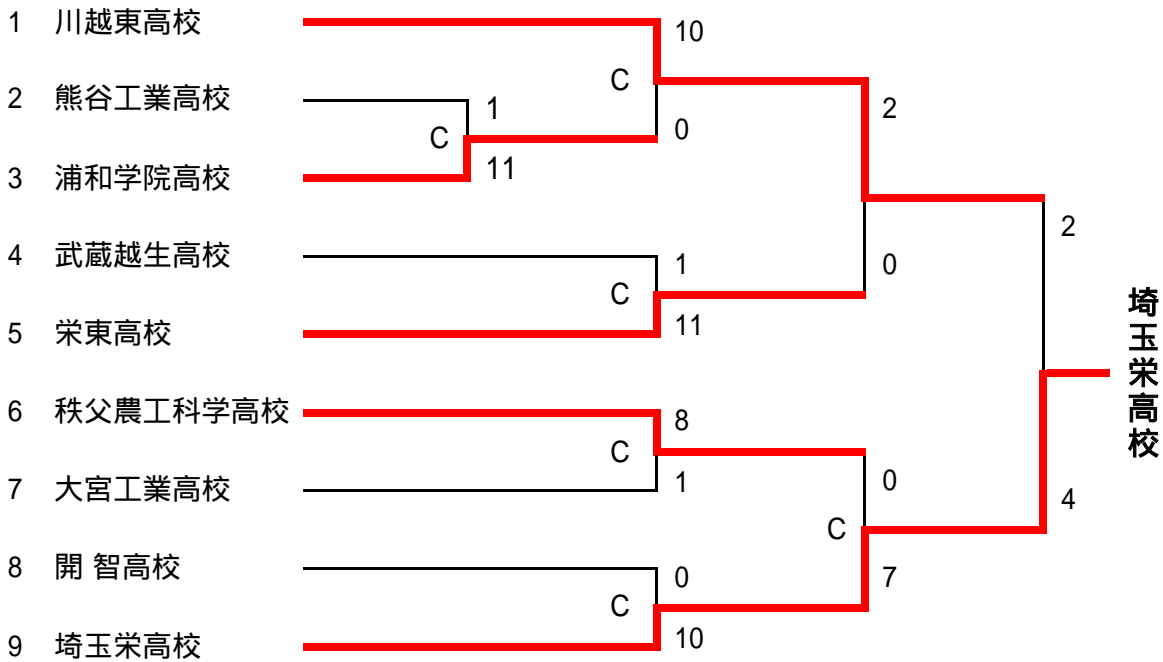 1 川越東高校
10
C
2 熊谷工業高校
1
2
0
C
11
3 浦和学院高校
2
4 武蔵越生高校
1
0
C
5 栄東高校
11
埼玉栄高校
6 秩父農工科学高校
8
C
7 大宮工業高校
1
0
4
C
8 開 智高校
0
7
C
9 埼玉栄高校
10